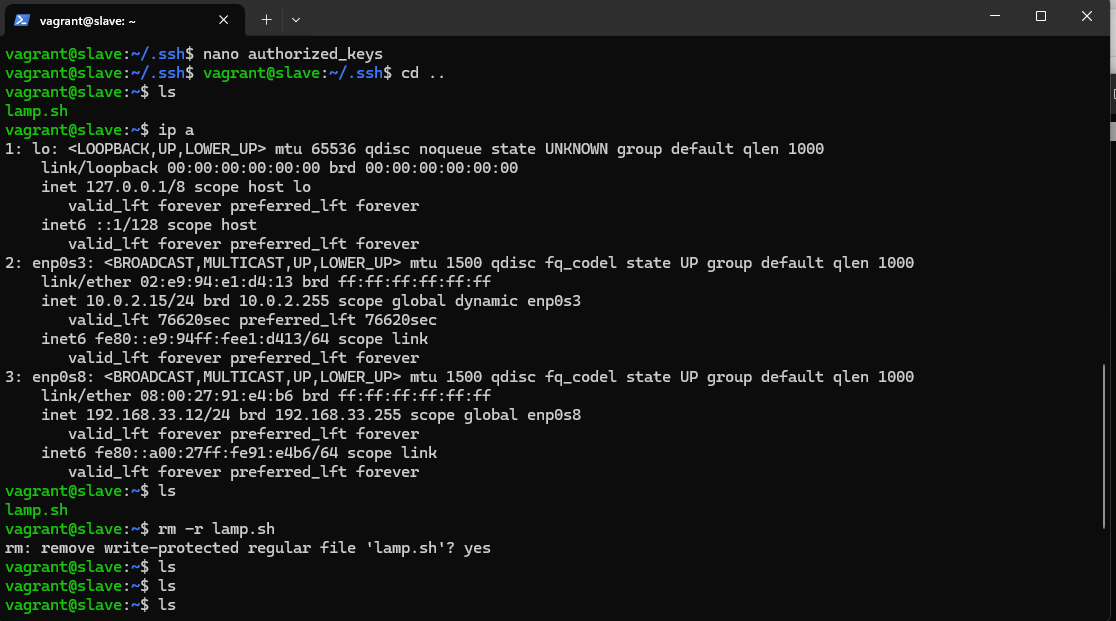 vagrant@slave: ~
vagrant@slave:~/.ssh$ nano authorized_keys
vagrant@slave:~/.ssh$ vagrant@slave:~/.ssh$ cd ..
vagrant@slave:~$ ls
lamp.sh
vagrant@slave:~$ ip a
1: lo: <LOOPBACK,UP,LOWER_UP> mtu 65536 qdisc noqueue state UNKNOWN group default qlen 1000
    link/loopback 00:00:00:00:00:00 brd 00:00:00:00:00:00
    inet 127.0.0.1/8 scope host lo
       valid_lft forever preferred_lft forever
    inet6 ::1/128 scope host
       valid_lft forever preferred_lft forever
2: enp0s3: <BROADCAST,MULTICAST,UP,LOWER_UP> mtu 1500 qdisc fq_codel state UP group default qlen 1000
    link/ether 02:e9:94:e1:d4:13 brd ff:ff:ff:ff:ff:ff
    inet 10.0.2.15/24 brd 10.0.2.255 scope global dynamic enp0s3
       valid_lft 76620sec preferred_lft 76620sec
    inet6 fe80::e9:94ff:fee1:d413/64 scope link
       valid_lft forever preferred_lft forever
3: enp0s8: <BROADCAST,MULTICAST,UP,LOWER_UP> mtu 1500 qdisc fq_codel state UP group default qlen 1000
    link/ether 08:00:27:91:e4:b6 brd ff:ff:ff:ff:ff:ff
    inet 192.168.33.12/24 brd 192.168.33.255 scope global enp0s8
       valid_lft forever preferred_lft forever
    inet6 fe80::a00:27ff:fe91:e4b6/64 scope link
       valid_lft forever preferred_lft forever
vagrant@slave:~$ ls
lamp.sh
vagrant@slave:~$ rm -r lamp.sh
rm: remove write-protected regular file 'lamp.sh'? yes
vagrant@slave:~$ ls
vagrant@slave:~$ ls
vagrant@slave:~$ ls